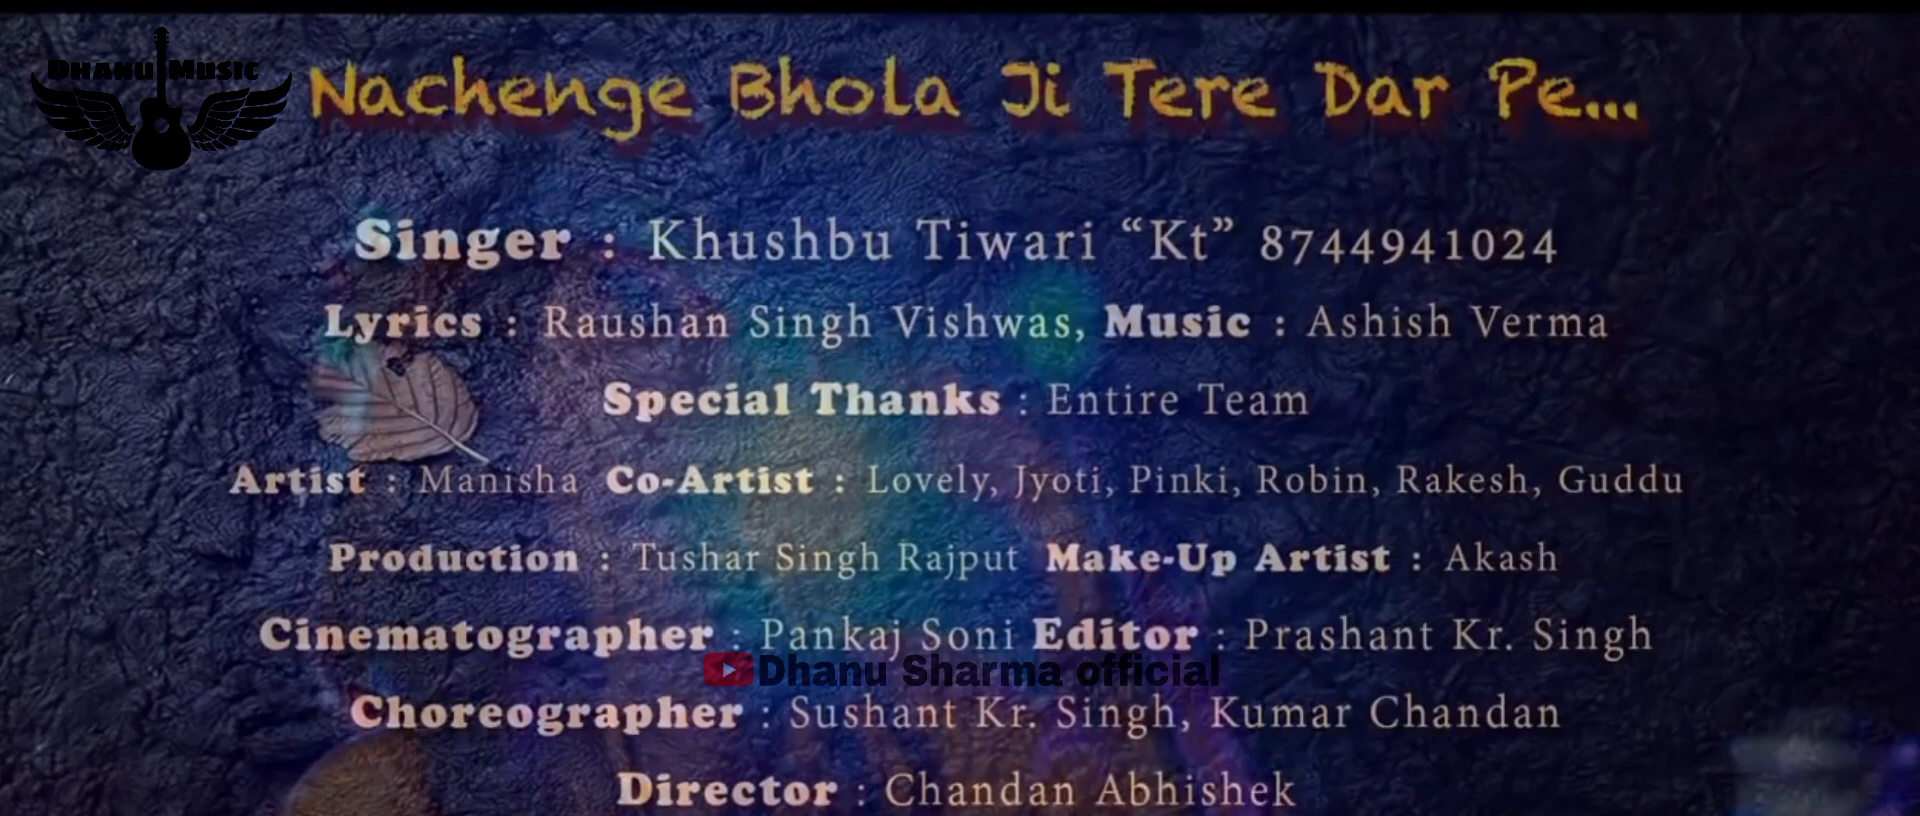 Dhanu Music
Nachenge Bhola Ji Tere Dar Pe...
Singer : Khushbu Tiwari “Kt” 8744941024
Lyrics : Raushan Singh Vishwas, Music : Ashish Verma
Special Thanks : Entire Team
Artist : Manisha Co-Artist : Lovely, Jyoti, Pinki, Robin, Rakesh, Guddu
Production : Tushar Singh Rajput Make-Up Artist : Akash
Cinematographer : Pankaj Soni Editor : Prashant Kr. Singh
Dhanu Sharma official
Choreographer : Sushant Kr. Singh, Kumar Chandan
Director : Chandan Abhishek